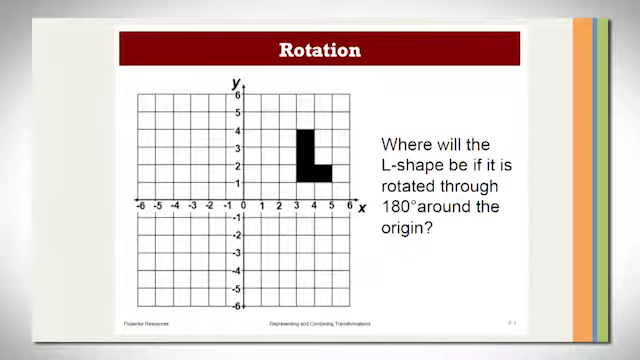 Rotation
y
6
5
4
3
2
1
-6 -5 -4 -3 -2 -1 0 1 2 3 4 5 6 x
-1
-2
-3
-4
-5
-6
Where will the
L-shape be if it is
rotated through
180°around the
origin?
Projector Resources
Representing and Combining Transformations
P-1